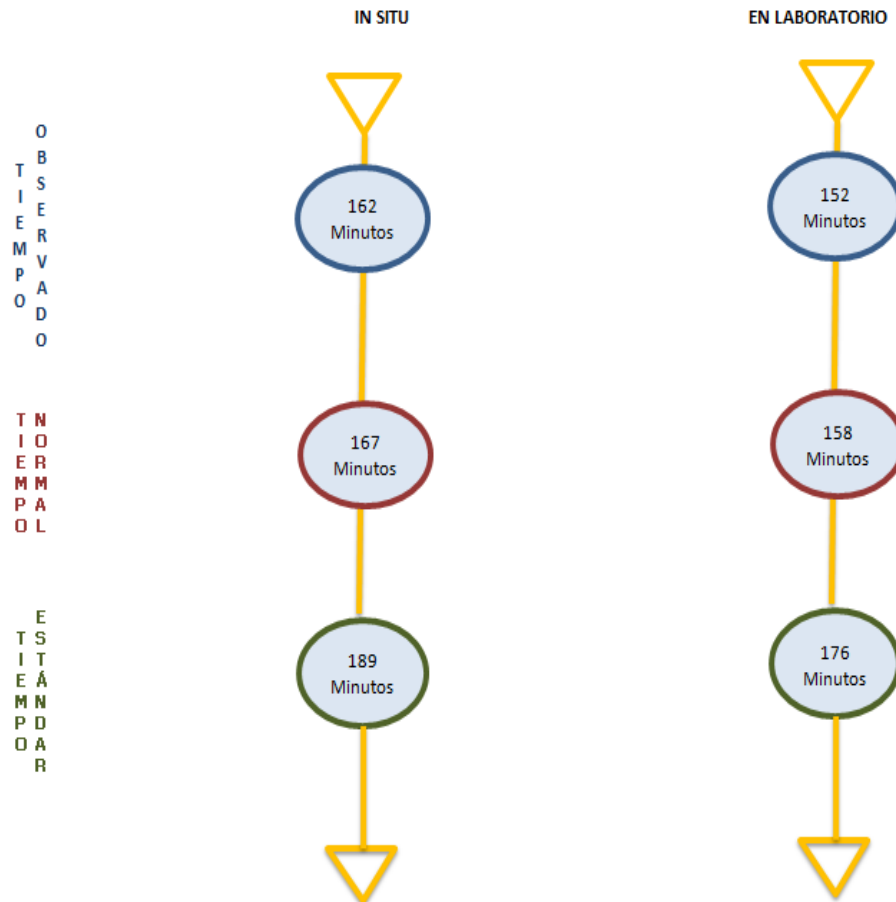 IN SITU
EN LABORATORIO
TIEMPO
OBSERVADO
162
Minutos
152
Minutos
TIEMPO
NORMAL
167
Minutos
158
Minutos
TIEMPO
ESTÁNDAR
189
Minutos
176
Minutos